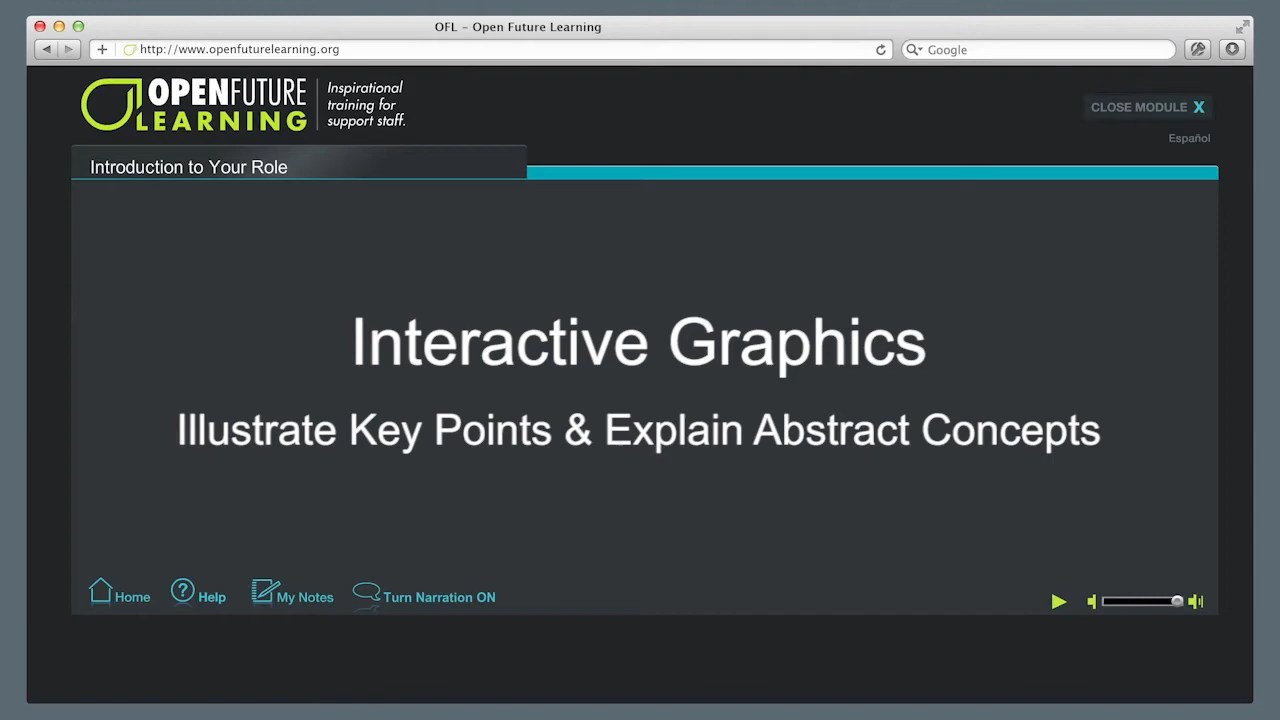 OFL – Open Future Learning
http://www.openfuturelearning.org
Google
OPENFUTURE
LEARNING
Inspirational
training for
support staff.
CLOSE MODULE X
Español
Introduction to Your Role
Interactive Graphics
Illustrate Key Points & Explain Abstract Concepts
Home
? Help
My Notes
Turn Narration ON